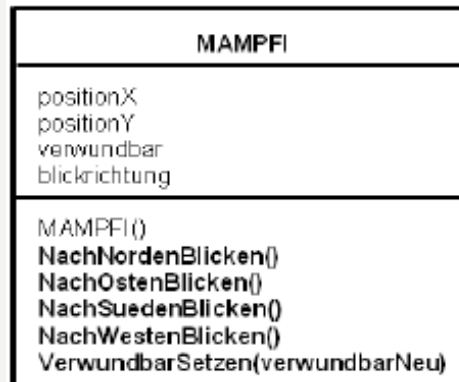 MAMPFI
positionX
positionY
verwundbar
blickrichtung
MAMPFI()
NachNordenBlicken()
NachOstenBlicken()
NachSuedenBlicken()
NachWestenBlicken()
VerwundbarSetzen(verwundbarNeu)